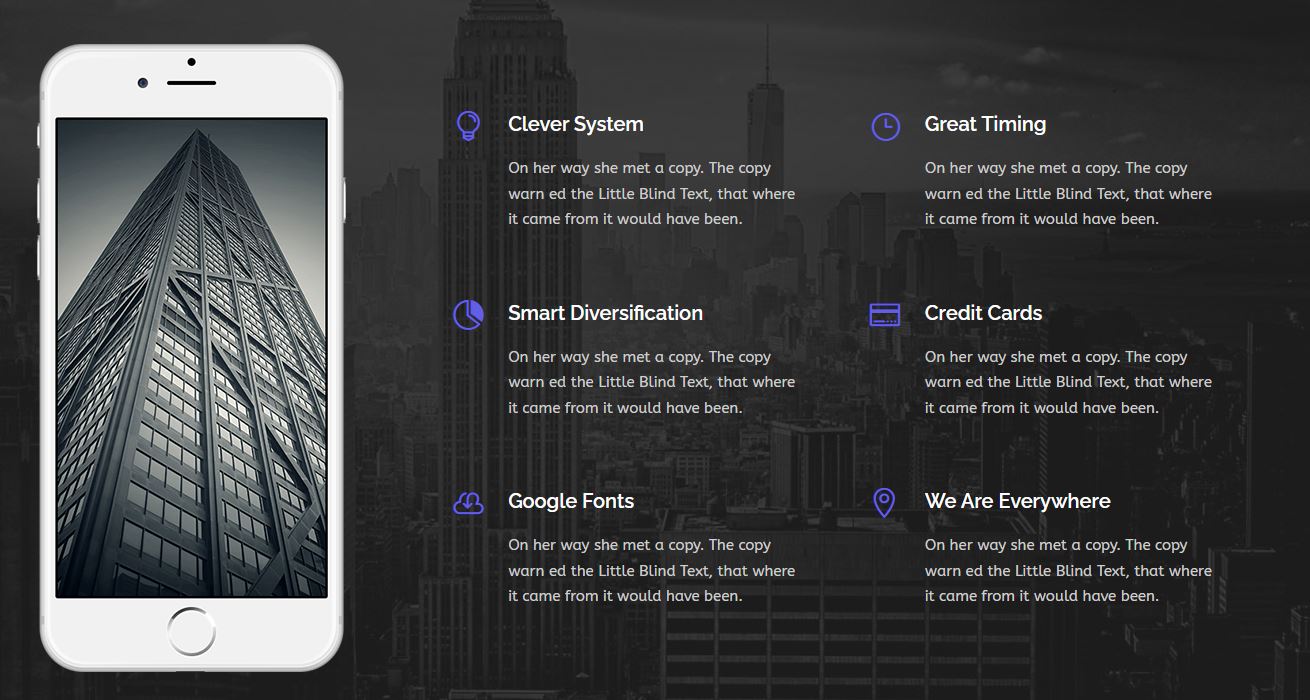 Clever System
On her way she met a copy. The copy
warn ed the Little Blind Text, that where
it came from it would have been.
Great Timing
On her way she met a copy. The copy
warn ed the Little Blind Text, that where
it came from it would have been.
Smart Diversification
On her way she met a copy. The copy
warn ed the Little Blind Text, that where
it came from it would have been.
Credit Cards
On her way she met a copy. The copy
warn ed the Little Blind Text, that where
it came from it would have been.
Google Fonts
On her way she met a copy. The copy
warn ed the Little Blind Text, that where
it came from it would have been.
We Are Everywhere
On her way she met a copy. The copy
warn ed the Little Blind Text, that where
it came from it would have been.